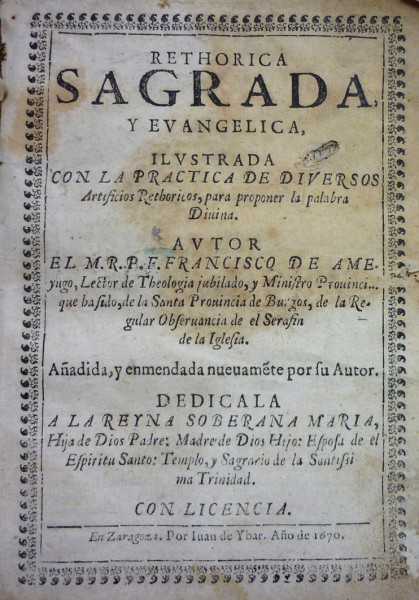 RETHORICA
SAGRADA,
Y EVANGELICA,
ILVSTRADA
CON LA PRACTICA DE DIVERSOS
Artificios Rethoricos, para proponer la palabra
Diuina.
AVTOR
EL M.R.P.F.FRANCISCO DE AME-
yugo, Lector de Theologia jubilado, y Ministro Prouinci...
que ha sido, de la Santa Prouincia de Burgos, de la Re-
gular Obseruancia de el Serafin
de la Iglesia.
Añadida, y enmendada nueuamẽte por su Autor.
DEDICALA
A LA REYNA SOBERANA MARIA,
Hija de Dios Padre: Madre de Dios Hijo: Esposa de el
Espiritu Santo: Templo, y Sagrario de la Santissi
ma Trinidad.
CON LICENCIA.
En Zaragoza. Por Iuan de Ybar. Año de 1670.